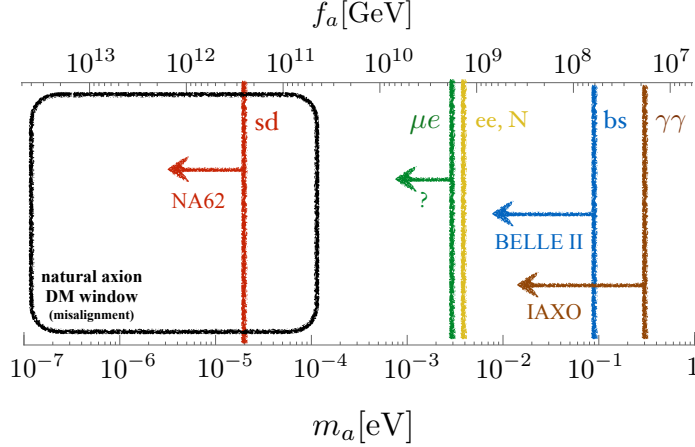 f_a[GeV]
10^13 10^12 10^11 10^10 10^9 10^8 10^7
sd μe ee, N bs γγ
NA62 ? BELLE II
IAXO
natural axion
DM window
(misalignment)
10^−7 10^−6 10^−5 10^−4 10^−3 10^−2 10^−1 1
m_a[eV]